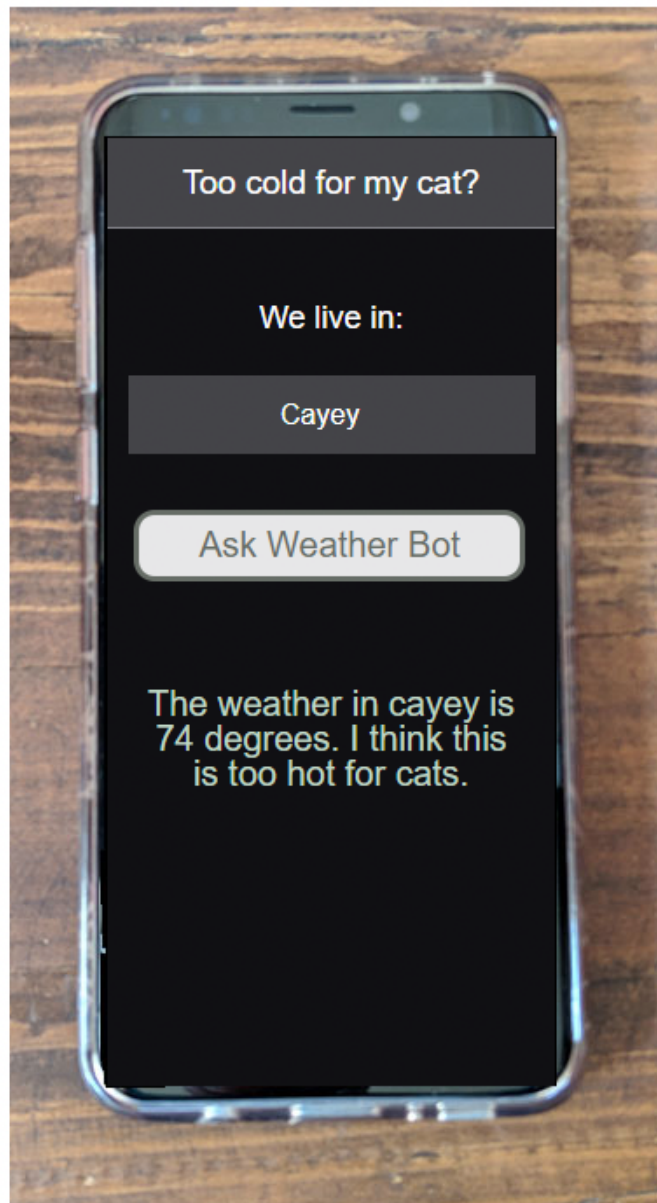 Too cold for my cat?
We live in:
Cayey
Ask Weather Bot
The weather in cayey is
74 degrees. I think this
is too hot for cats.